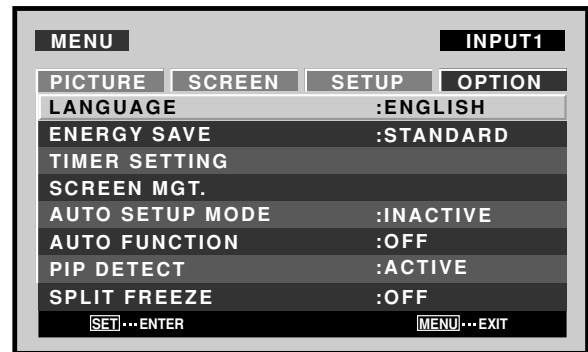 MENU INPUT1
PICTURE SCREEN SETUP OPTION
LANGUAGE :ENGLISH
ENERGY SAVE :STANDARD
TIMER SETTING
SCREEN MGT.
AUTO SETUP MODE :INACTIVE
AUTO FUNCTION :OFF
PIP DETECT :ACTIVE
SPLIT FREEZE :OFF
SET···ENTER MENU···EXIT